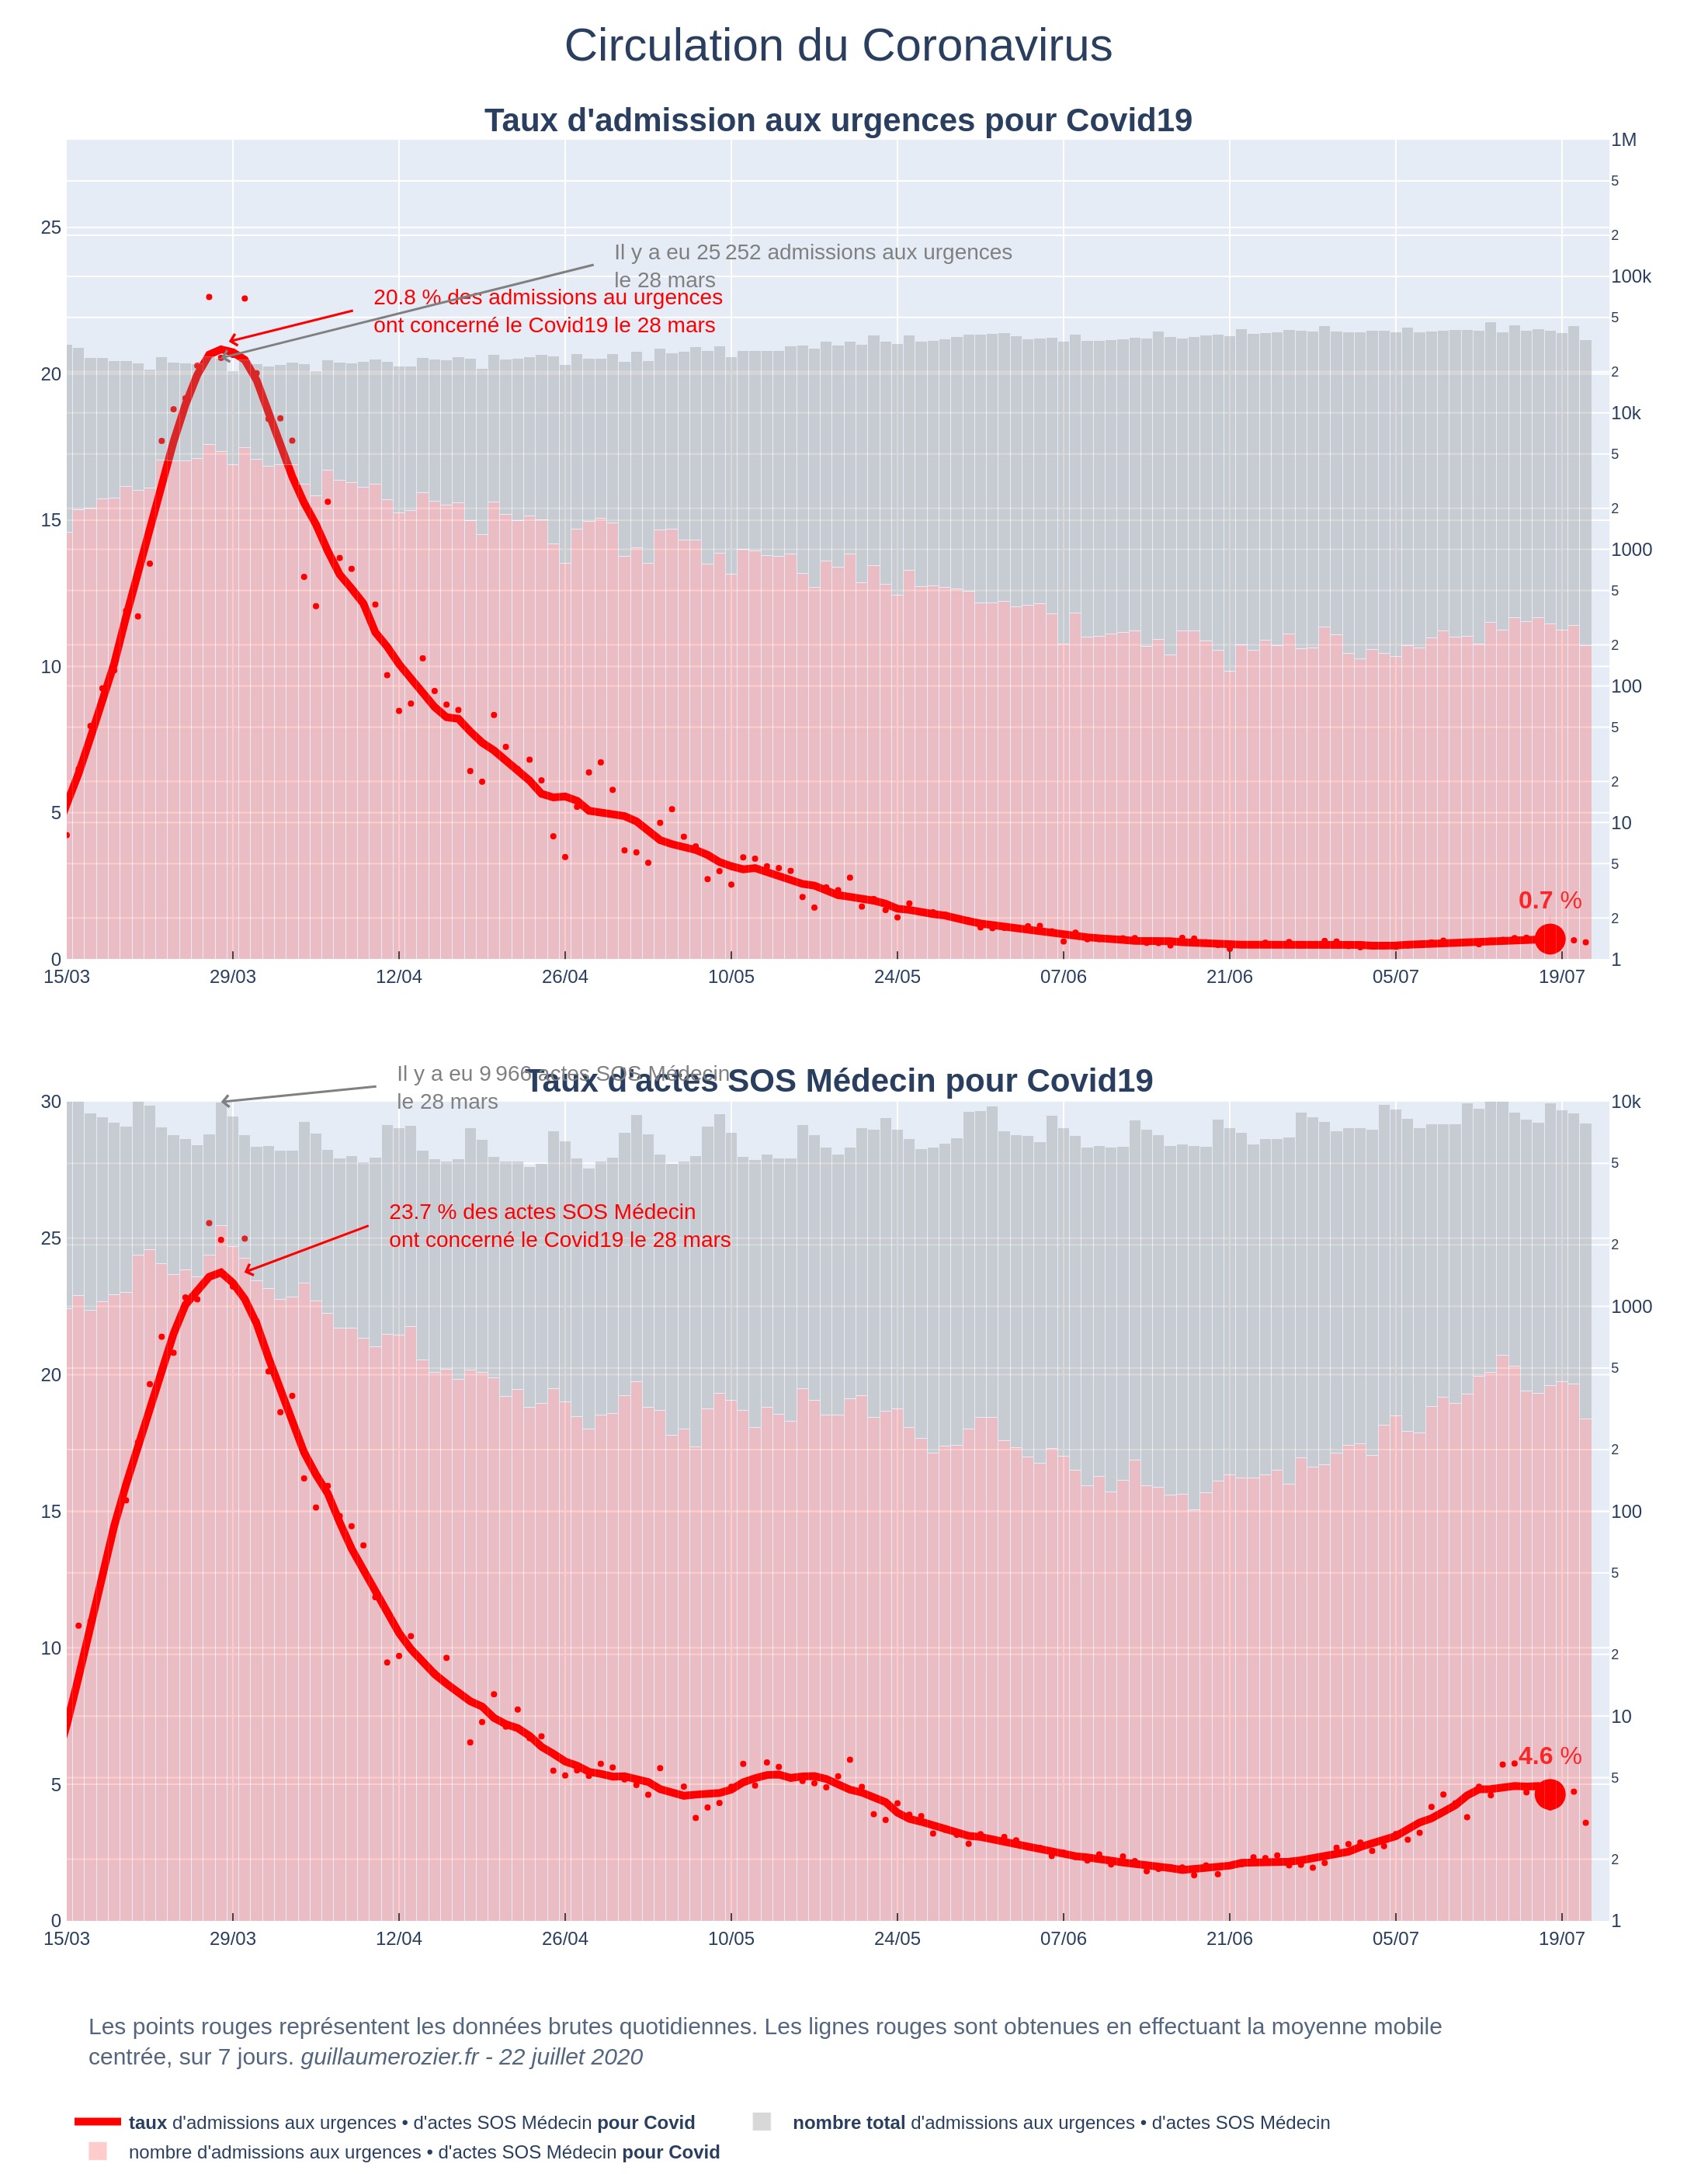 Circulation du Coronavirus
Taux d'admission aux urgences pour Covid19
1M
5
25
2
Il y a eu 25 252 admissions aux urgences
le 28 mars
100k
20.8 % des admissions au urgences
ont concerné le Covid19 le 28 mars
5
20
2
10k
5
15
2
1000
5
10
2
100
5
2
5
10
5
0.7 %
2
0
1
15/03 29/03 12/04 26/04 10/05 24/05 07/06 21/06 05/07 19/07
Il y a eu 9 966 actes SOS Médecin
le 28 mars
Taux d'actes SOS Médecin pour Covid19
30
10k
5
23.7 % des actes SOS Médecin
ont concerné le Covid19 le 28 mars
25
2
1000
20
5
2
15
100
5
10
2
10
4.6 %
5
5
2
0
1
15/03 29/03 12/04 26/04 10/05 24/05 07/06 21/06 05/07 19/07
Les points rouges représentent les données brutes quotidiennes. Les lignes rouges sont obtenues en effectuant la moyenne mobile
centrée, sur 7 jours. guillaumerozier.fr - 22 juillet 2020
taux d'admissions aux urgences • d'actes SOS Médecin pour Covid
nombre total d'admissions aux urgences • d'actes SOS Médecin
nombre d'admissions aux urgences • d'actes SOS Médecin pour Covid